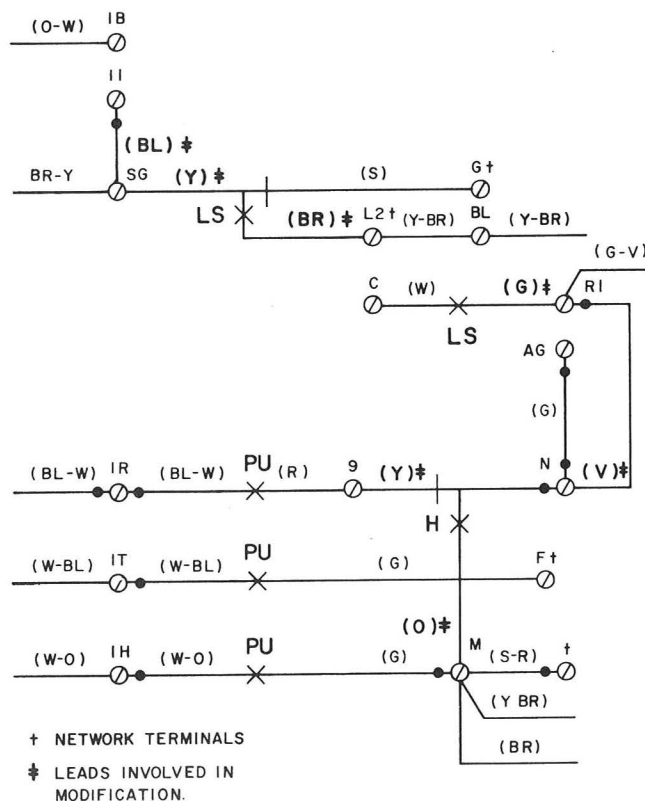 (O-W) IB
II
(BL)⹋
BR-Y SG (Y)⹋ (S) G†
LS (BR)⹋ L2† (Y-BR) BL (Y-BR)
(G-V)
C (W) (G)⹋ RI
LS
AG
(G)
(BL-W) IR (BL-W) PU (R) 9 (Y)⹋ N (V)⹋
H
(W-BL) IT (W-BL) PU (G) F†
(O)⹋
(W-O) IH (W-O) PU (G) M (S-R) †
(Y BR)
(BR)
† NETWORK TERMINALS
⹋ LEADS INVOLVED IN
MODIFICATION.